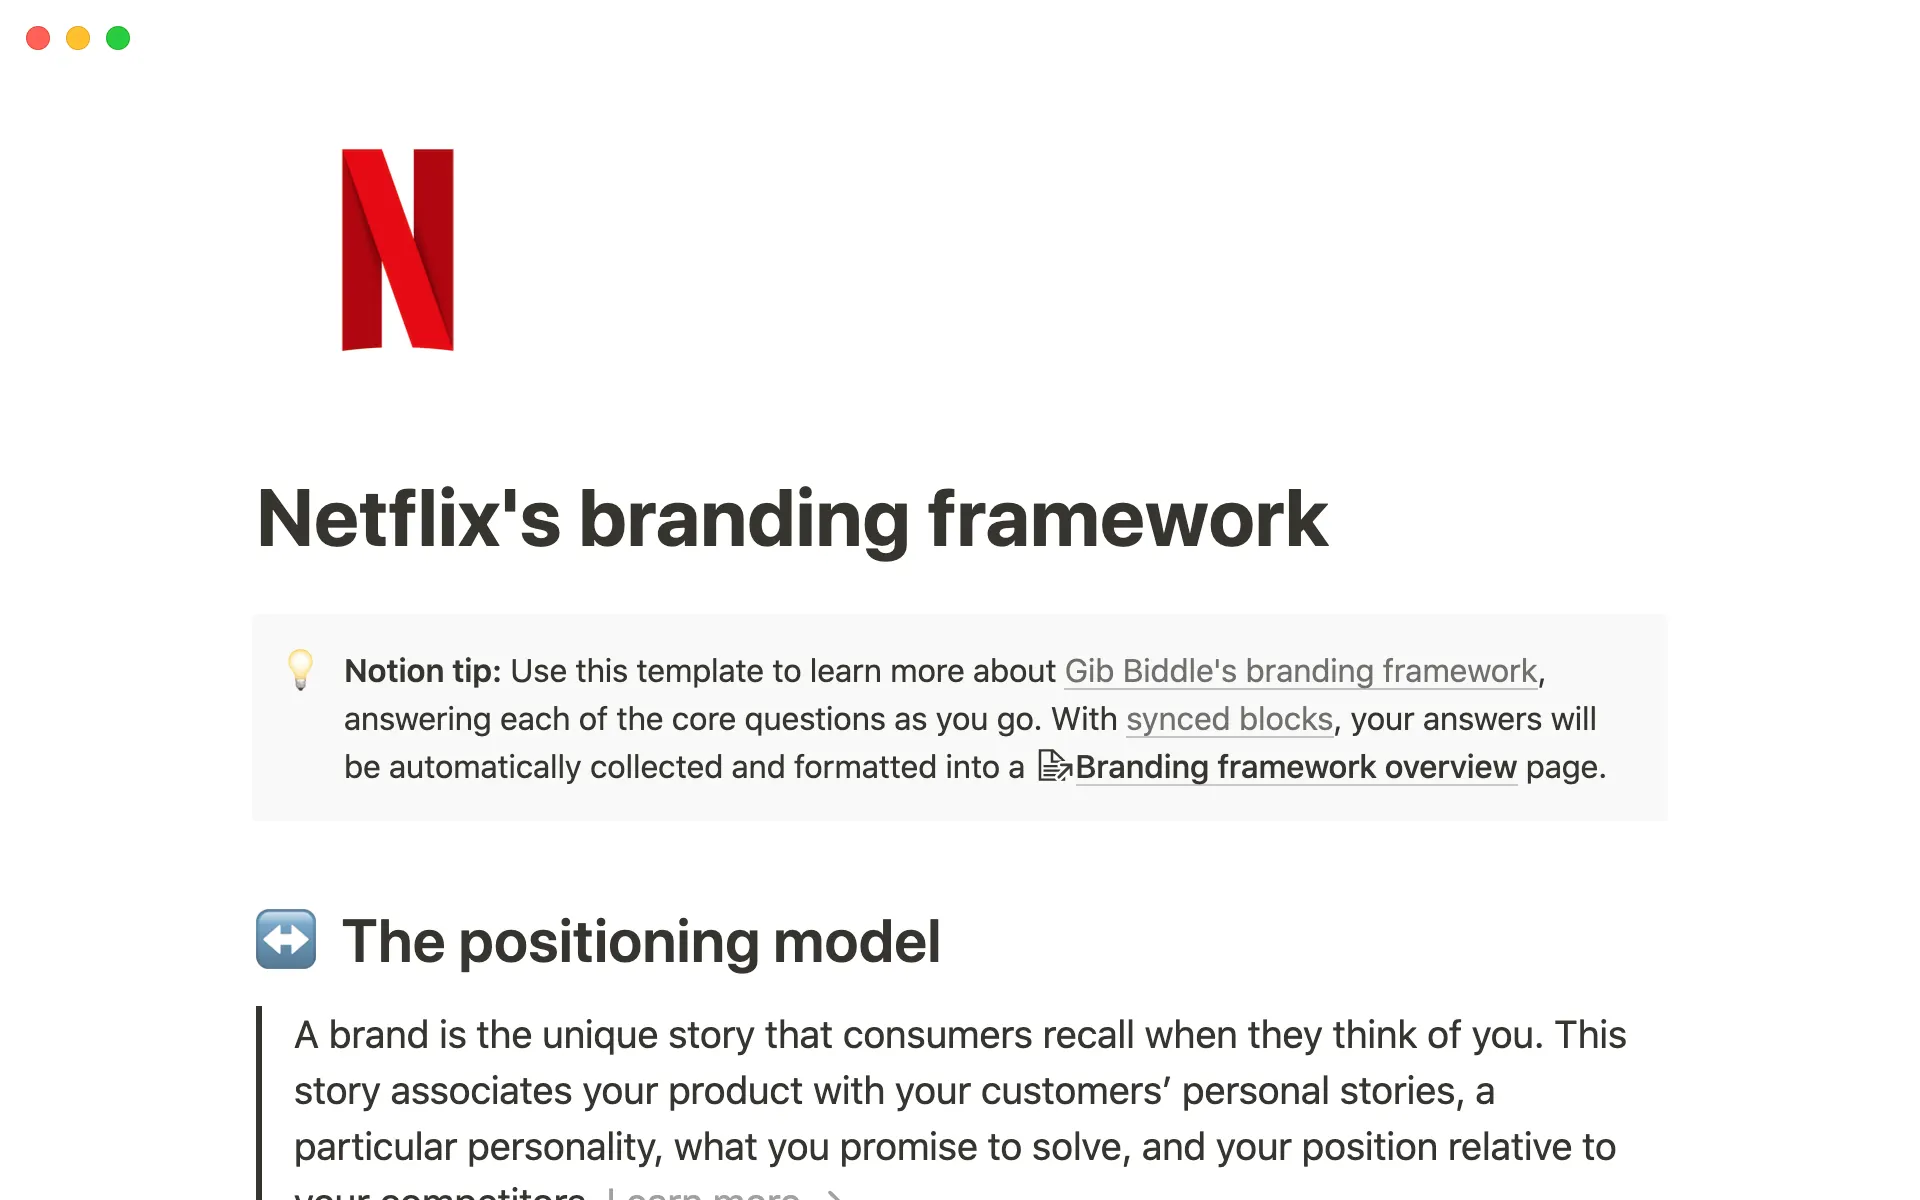 N
Netflix's branding framework
Notion tip: Use this template to learn more about Gib Biddle's branding framework,
answering each of the core questions as you go. With synced blocks, your answers will
be automatically collected and formatted into a Branding framework overview page.
The positioning model
A brand is the unique story that consumers recall when they think of you. This
story associates your product with your customers’ personal stories, a
particular personality, what you promise to solve, and your position relative to
your competitors. Learn more →